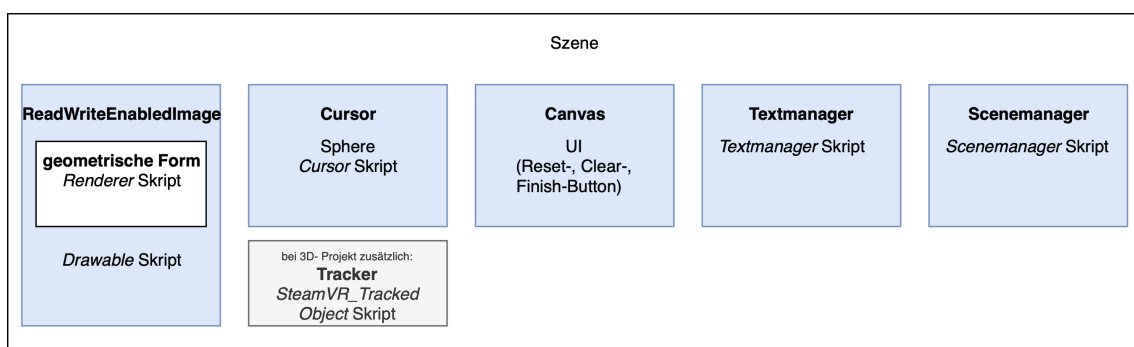 Szene
ReadWriteEnabledImage
geometrische Form
Renderer Skript
Drawable Skript
Cursor
Sphere
Cursor Skript
bei 3D- Projekt zusätzlich:
Tracker
SteamVR_Tracked
Object Skript
Canvas
UI
(Reset-, Clear-,
Finish-Button)
Textmanager
Textmanager Skript
Scenemanager
Scenemanager Skript